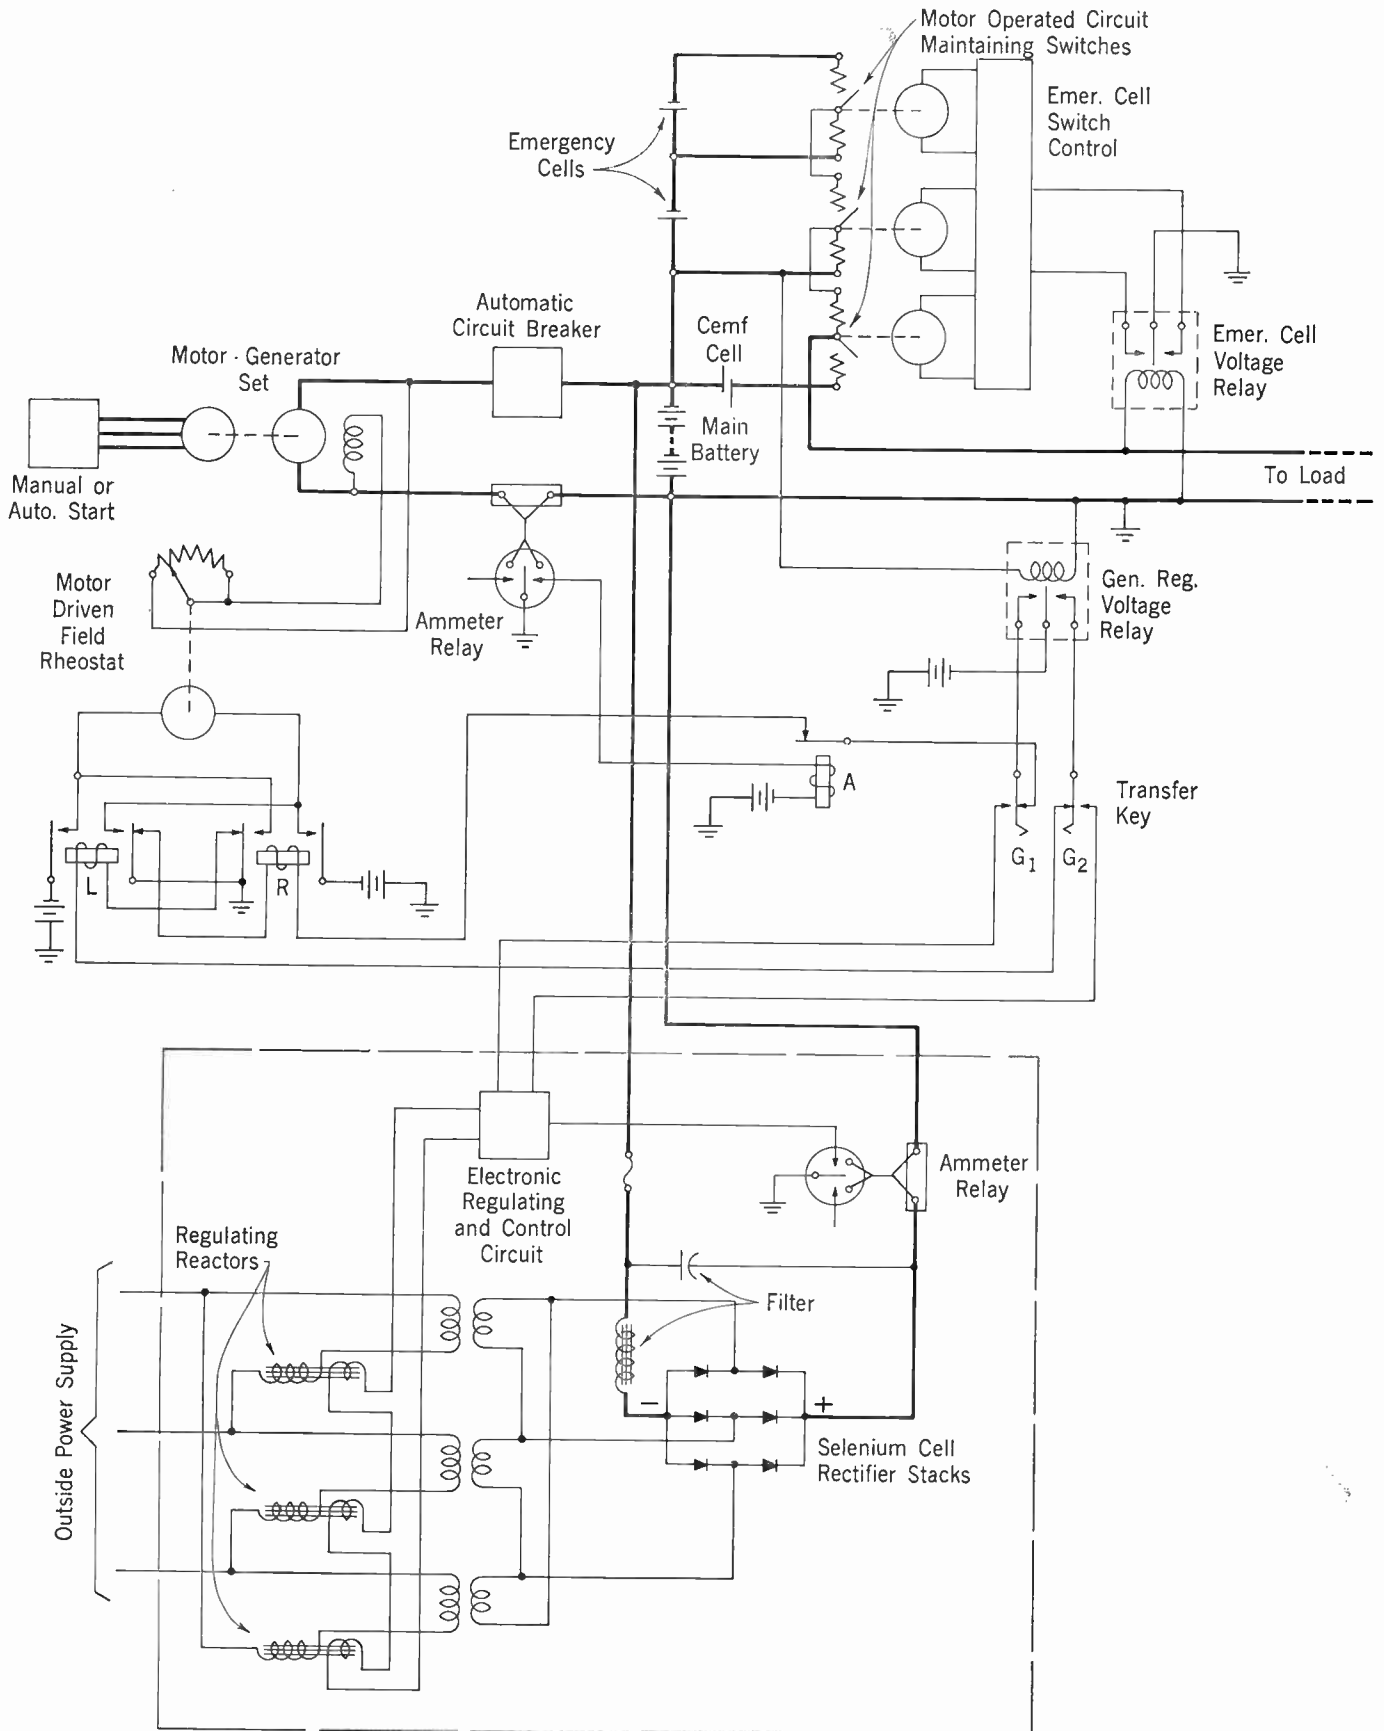 Motor Operated Circuit
Maintaining Switches
Emer. Cell
Switch
Control
Emergency
Cells
Automatic
Circuit Breaker
Cemf
Cell
Motor - Generator
Set
Emer. Cell
Voltage
Relay
Main
Battery
To Load
Manual or
Auto. Start
Motor
Driven
Field
Rheostat
Ammeter
Relay
Gen. Reg.
Voltage
Relay
A
Transfer
Key
G1
G2
L
R
Electronic
Regulating
and Control
Circuit
Ammeter
Relay
Regulating
Reactors
Filter
Outside Power Supply
−
+
Selenium Cell
Rectifier Stacks